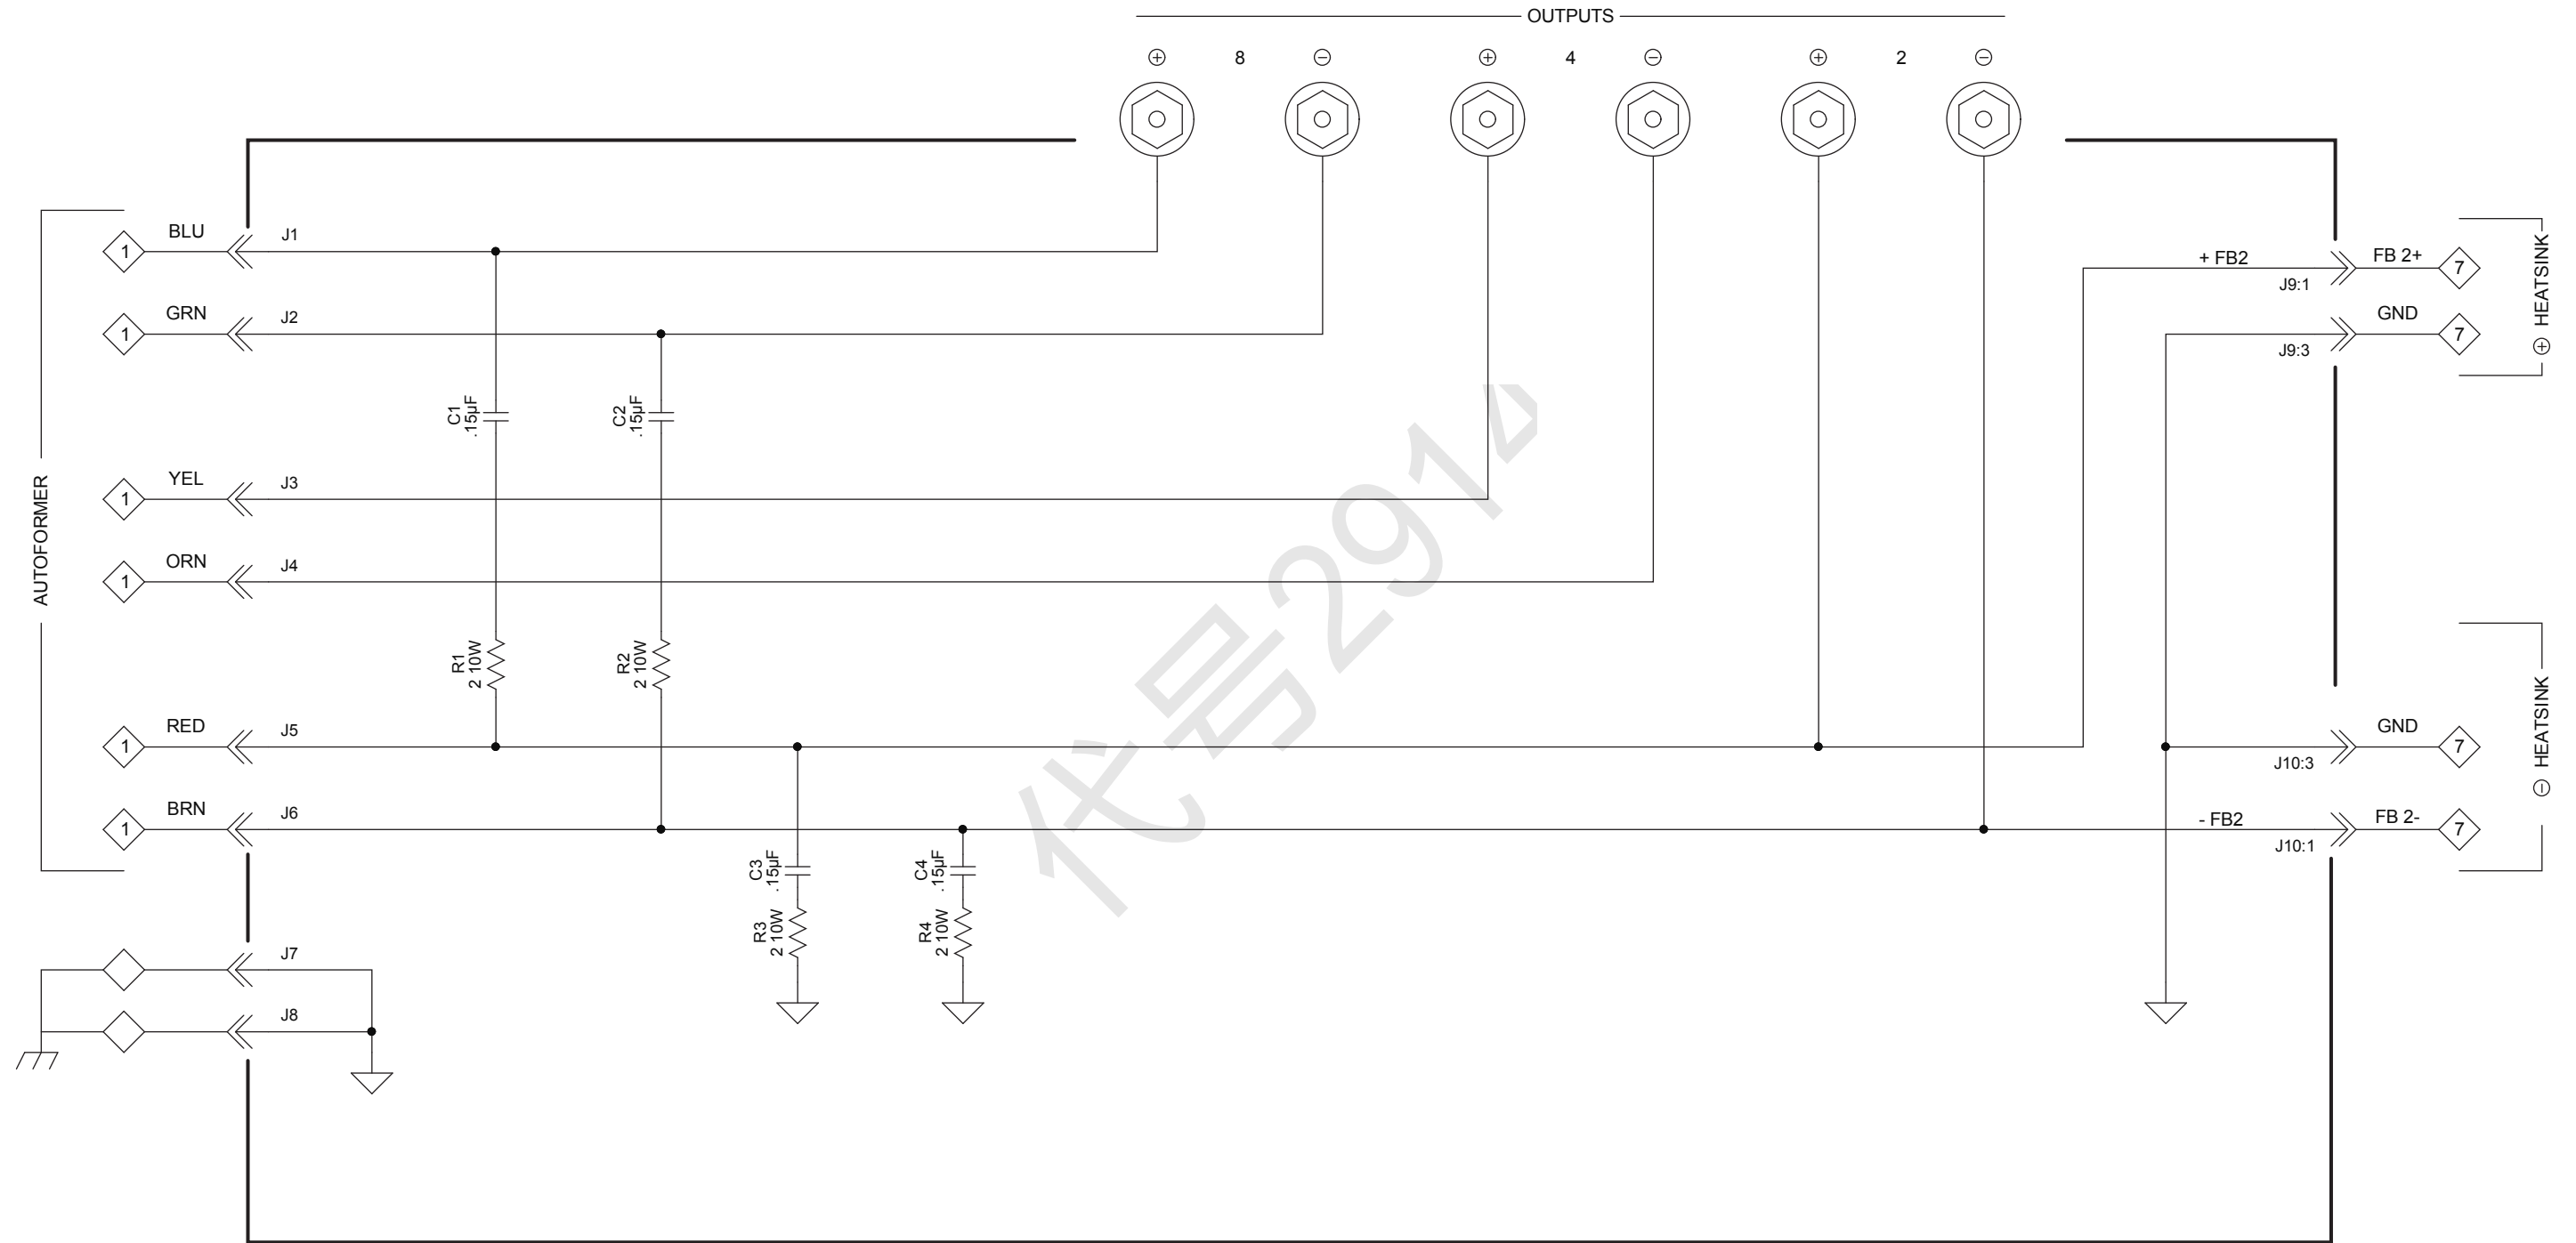 OUTPUTS
⊕ 8 ⊖ ⊕ 4 ⊖ ⊕ 2 ⊖
AUTOFORMER
1 BLU J1
1 GRN J2
C1
.15µF
C2
.15µF
1 YEL J3
1 ORN J4
R1
2 10W
R2
2 10W
1 RED J5
1 BRN J6
C3
.15µF
C4
.15µF
R3
2 10W
R4
2 10W
J7
J8
+ FB2 J9:1 FB 2+ 7
J9:3 GND 7
⊕ HEATSINK
J10:3 GND 7
- FB2 J10:1 FB 2- 7
⊖ HEATSINK
代号2914